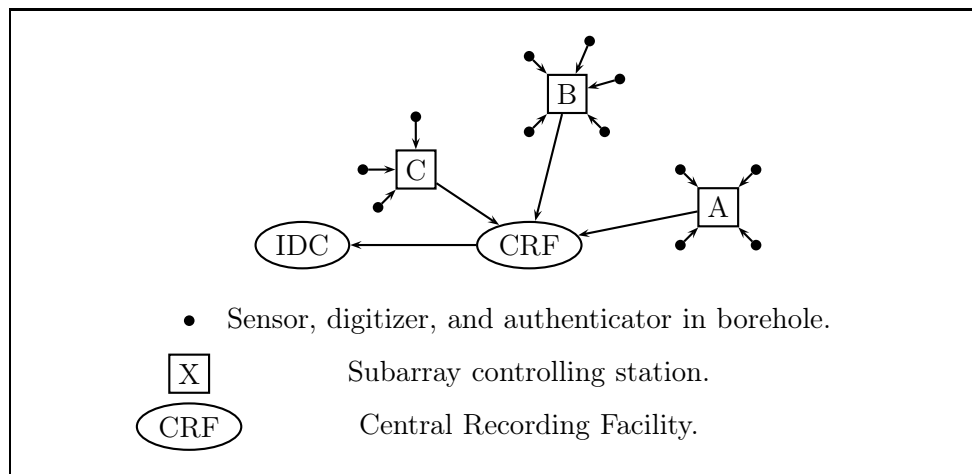 B
C
A
IDC
CRF
Sensor, digitizer, and authenticator in borehole.
X Subarray controlling station.
CRF Central Recording Facility.